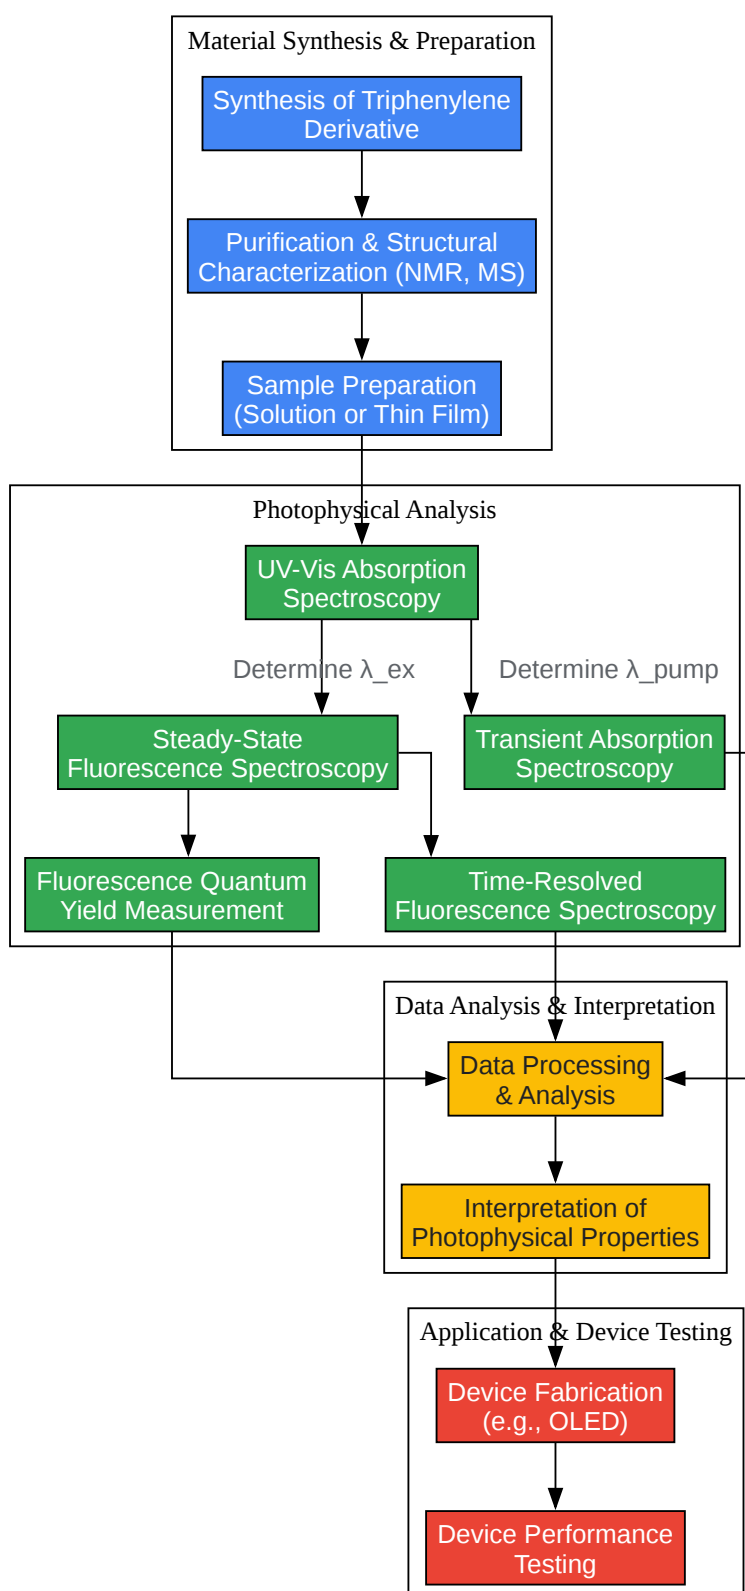 Material Synthesis & Preparation
Synthesis of Triphenylene
Derivative
Purification & Structural
Characterization (NMR, MS)
Sample Preparation
(Solution or Thin Film)
Photophysical Analysis
UV-Vis Absorption
Spectroscopy
Determine λ_ex
Determine λ_pump
Steady-State
Fluorescence Spectroscopy
Transient Absorption
Spectroscopy
Fluorescence Quantum
Yield Measurement
Time-Resolved
Fluorescence Spectroscopy
Data Analysis & Interpretation
Data Processing
& Analysis
Interpretation of
Photophysical Properties
Application & Device Testing
Device Fabrication
(e.g., OLED)
Device Performance
Testing